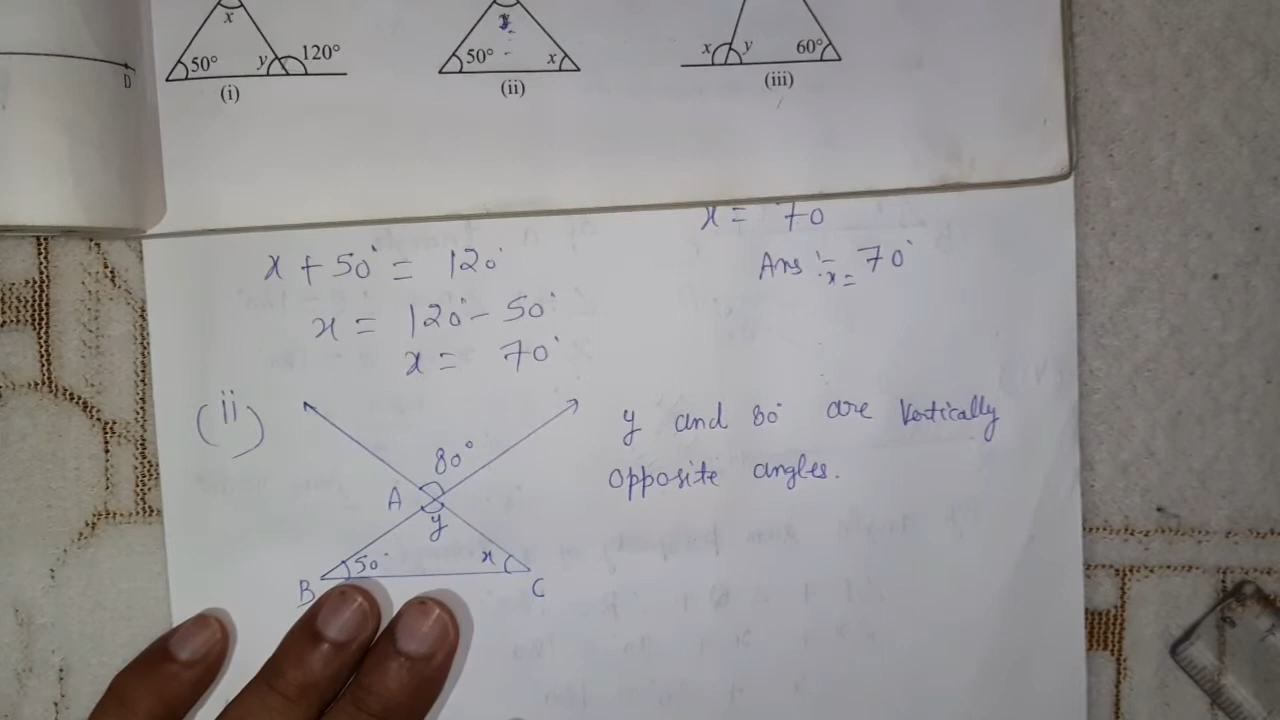 x
50°
y
120°
(i)
50°
x
(ii)
x
y
60°
(iii)
D
x + 50° = 120°
x = 120° - 50°
x = 70°
x = 70
Ans :- x = 70°
(ii)
80°
A
y
50°
x
B
C
y and 80° are vertically
opposite angles.